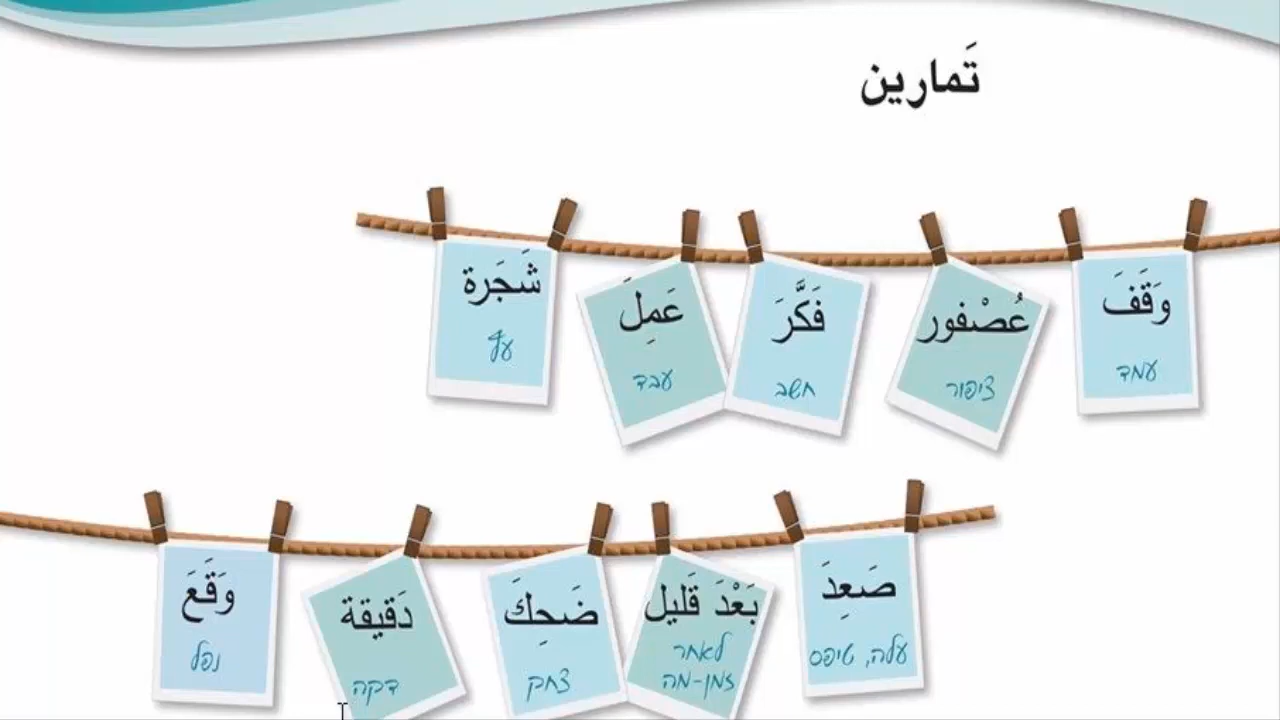 تَمارين
وَقَفَ
עמד
عُصْفور
ציפור
فَكَّرَ
חשב
عَمِلَ
עבד
شَجَرة
עץ
صَعِدَ
עלה, טיפס
بَعْدَ قَليل
לאחר
זמן-מה
ضَحِكَ
צחק
دَقيقة
דקה
وَقَعَ
נפל